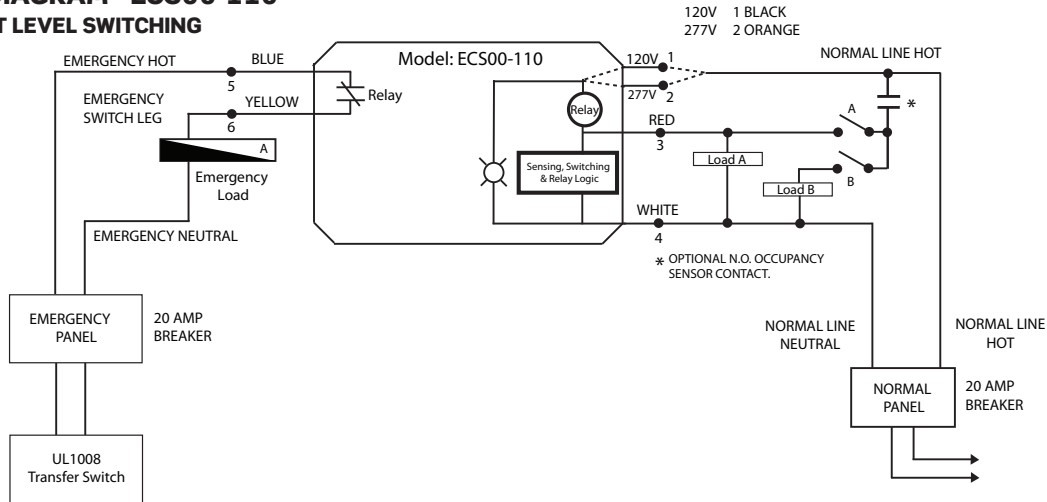 T LEVEL SWITCHING
120V 1 BLACK
277V 2 ORANGE
EMERGENCY HOT
BLUE
5
EMERGENCY
SWITCH LEG
YELLOW
6
A
Emergency
Load
EMERGENCY NEUTRAL
EMERGENCY
PANEL
20 AMP
BREAKER
UL1008
Transfer Switch
Model: ECS00-110
Relay
Relay
Sensing, Switching
& Relay Logic
120V 1
277V 2
NORMAL LINE HOT
*
RED
3
A
Load A
B
Load B
WHITE
4
* OPTIONAL N.O. OCCUPANCY
SENSOR CONTACT.
NORMAL LINE
NEUTRAL
NORMAL LINE
HOT
NORMAL
PANEL
20 AMP
BREAKER